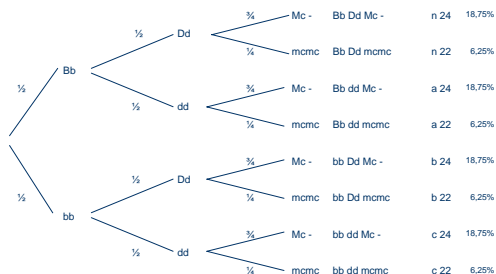 ¾ Mc - Bb Dd Mc - n 24 18,75%
½ Dd
¼ mcmc Bb Dd mcmc n 22 6,25%
Bb
½ ¾ Mc - Bb dd Mc - a 24 18,75%
½ dd
¼ mcmc Bb dd mcmc a 22 6,25%
¾ Mc - bb Dd Mc - b 24 18,75%
½ Dd
½ ¼ mcmc bb Dd mcmc b 22 6,25%
bb
¾ Mc - bb dd Mc - c 24 18,75%
½ dd
¼ mcmc bb dd mcmc c 22 6,25%